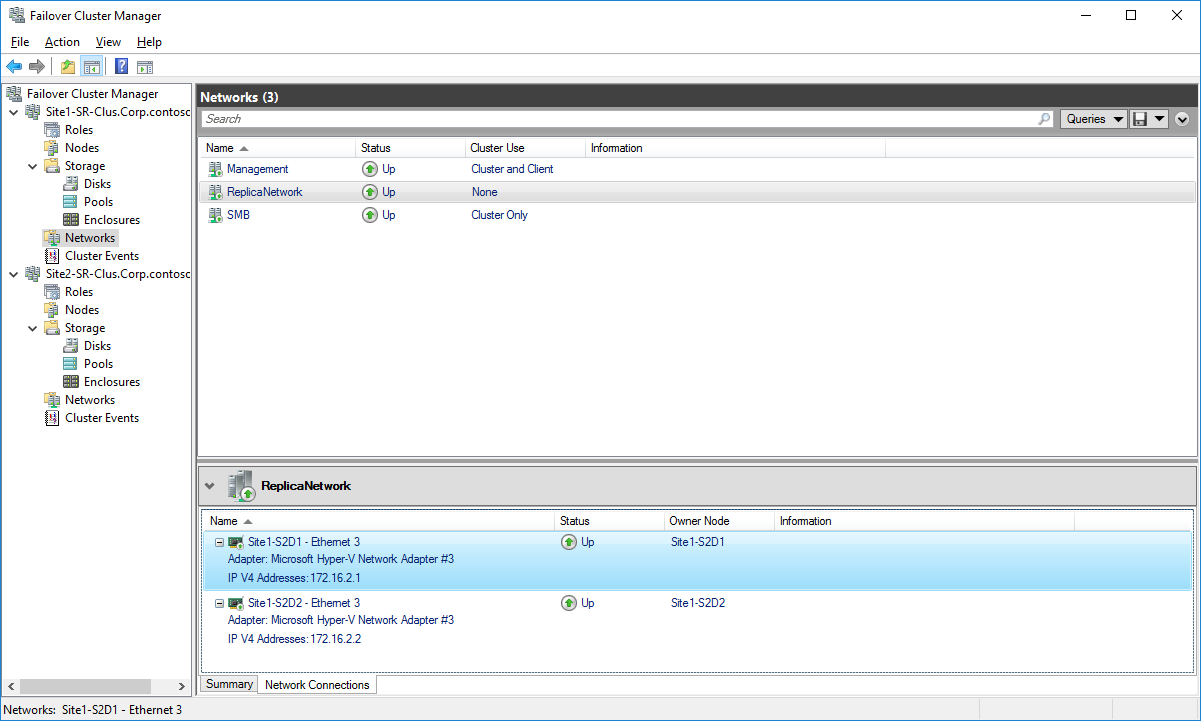 Failover Cluster Manager
File Action View Help
Failover Cluster Manager
Site1-SR-Clus.Corp.contosc
Roles
Nodes
Storage
Disks
Pools
Enclosures
Networks
Cluster Events
Site2-SR-Clus.Corp.contosc
Roles
Nodes
Storage
Disks
Pools
Enclosures
Networks
Cluster Events
Networks (3)
Search Queries
Name Status Cluster Use Information
Management Up Cluster and Client
ReplicaNetwork Up None
SMB Up Cluster Only
ReplicaNetwork
Name Status Owner Node Information
Site1-S2D1 - Ethernet 3 Up Site1-S2D1
Adapter: Microsoft Hyper-V Network Adapter #3
IP V4 Addresses: 172.16.2.1
Site1-S2D2 - Ethernet 3 Up Site1-S2D2
Adapter: Microsoft Hyper-V Network Adapter #3
IP V4 Addresses: 172.16.2.2
Summary Network Connections
Networks: Site1-S2D1 - Ethernet 3